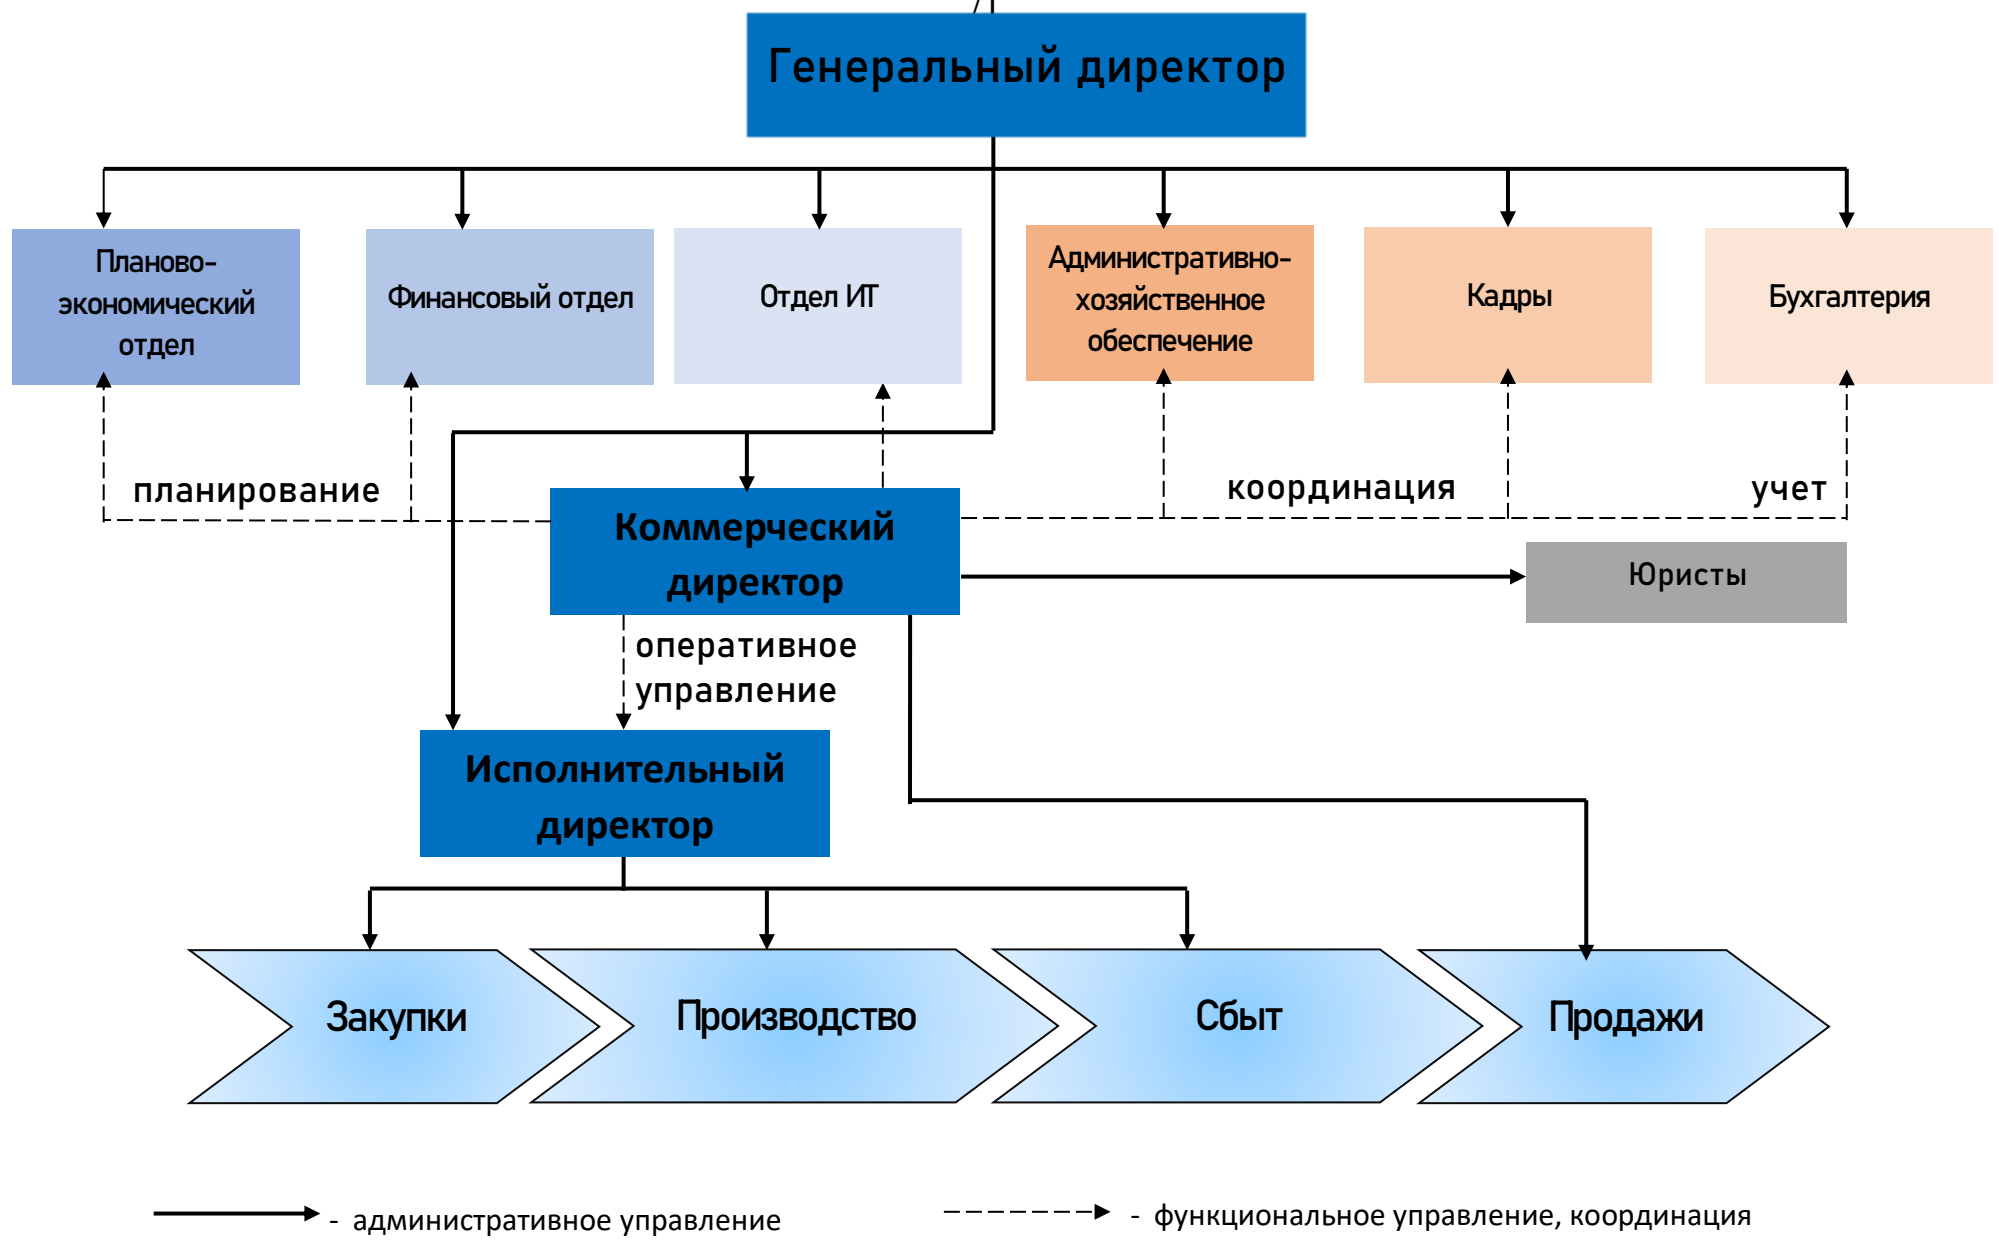 Генеральный директор
Планово-
экономический
отдел
Финансовый отдел
Отдел ИТ
Административно-
хозяйственное
обеспечение
Кадры
Бухгалтерия
планирование
координация
учет
Коммерческий
директор
Юристы
оперативное
управление
Исполнительный
директор
Закупки
Производство
Сбыт
Продажи
- административное управление
- функциональное управление, координация